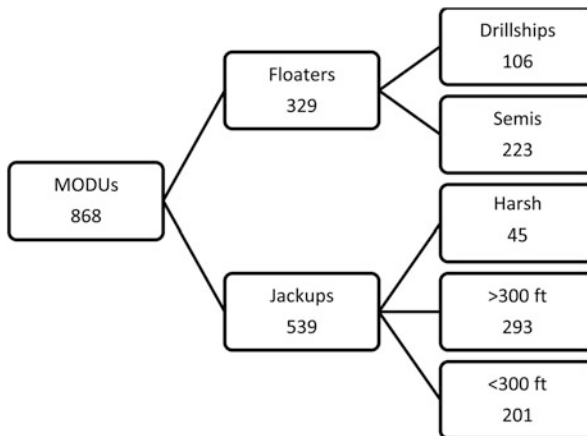 MODUs
868
Floaters
329
Jackups
539
Drillships
106
Semis
223
Harsh
45
>300 ft
293
<300 ft
201